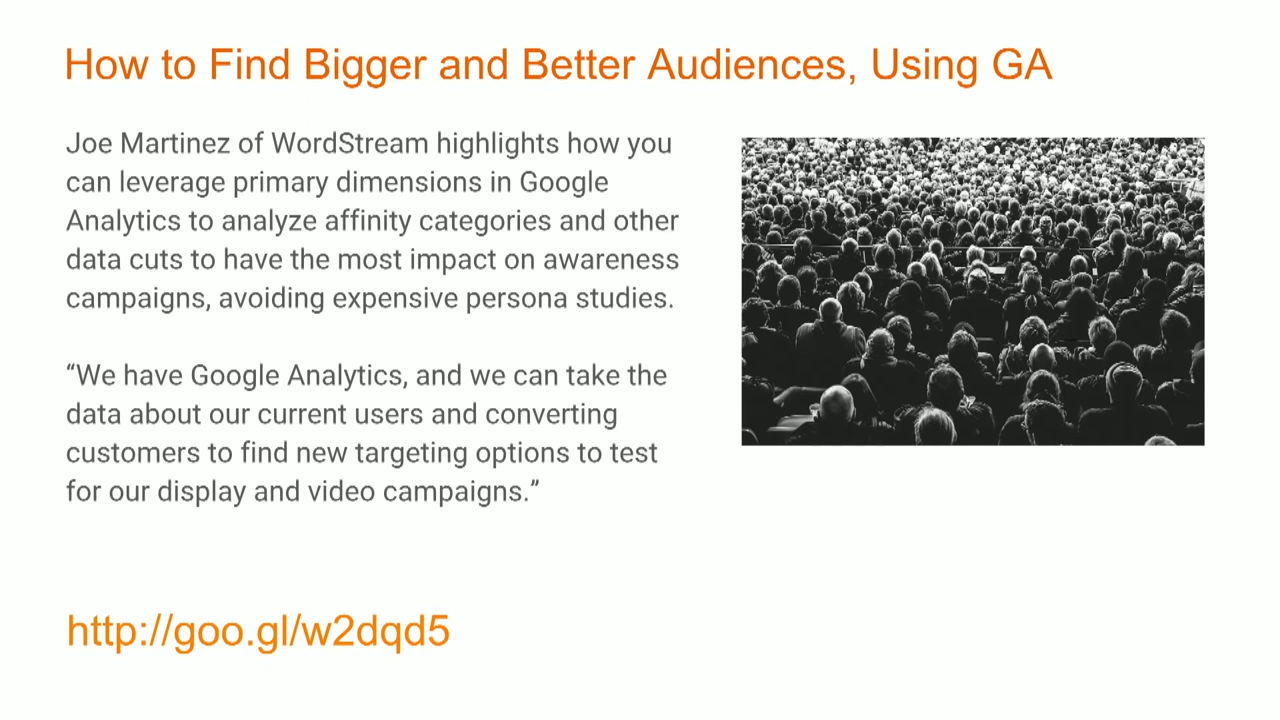 How to Find Bigger and Better Audiences, Using GA
Joe Martinez of WordStream highlights how you
can leverage primary dimensions in Google
Analytics to analyze affinity categories and other
data cuts to have the most impact on awareness
campaigns, avoiding expensive persona studies.
“We have Google Analytics, and we can take the
data about our current users and converting
customers to find new targeting options to test
for our display and video campaigns.”
http://goo.gl/w2dqd5